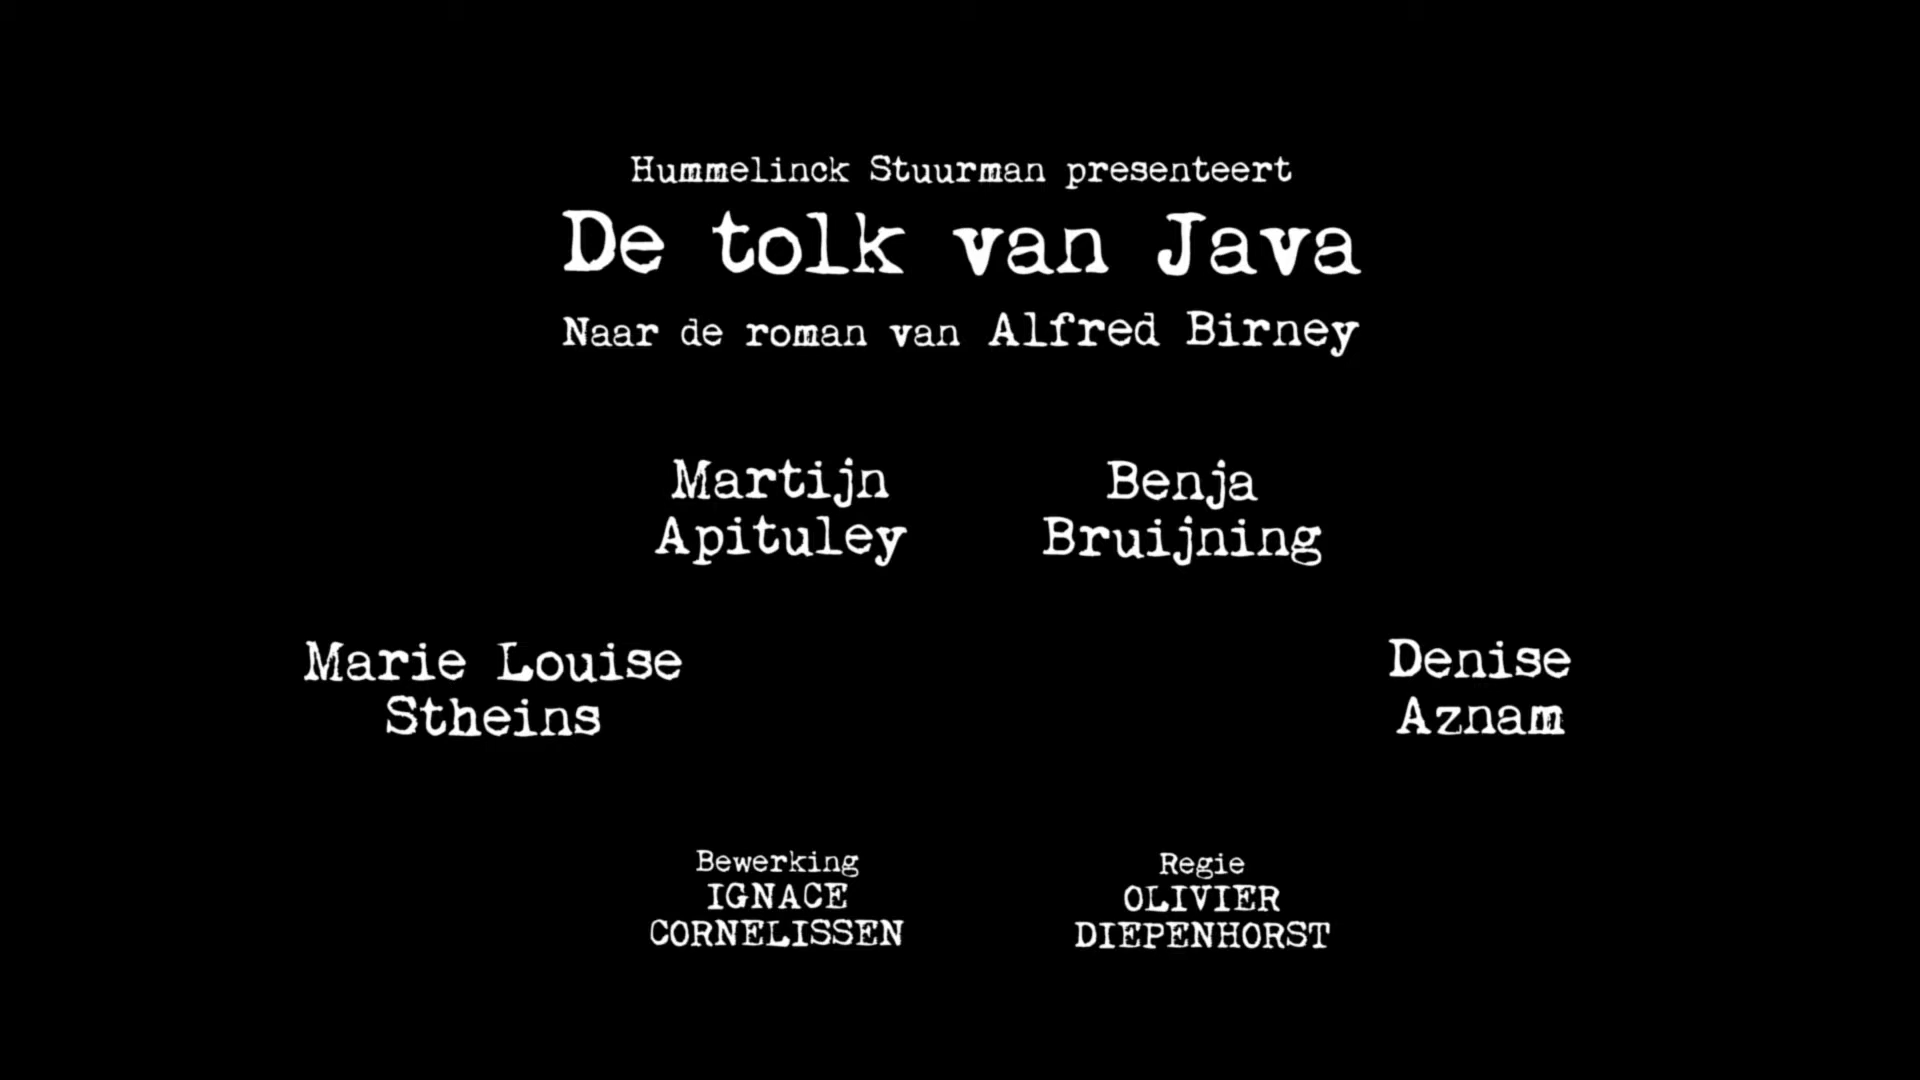 Hummelinck Stuurman presenteert
De tolk van Java
Naar de roman van Alfred Birney
Martijn
Apituley
Benja
Bruijning
Marie Louise
Stheins
Denise
Aznam
Bewerking
IGNACE
CORNELISSEN
Regie
OLIVIER
DIEPENHORST